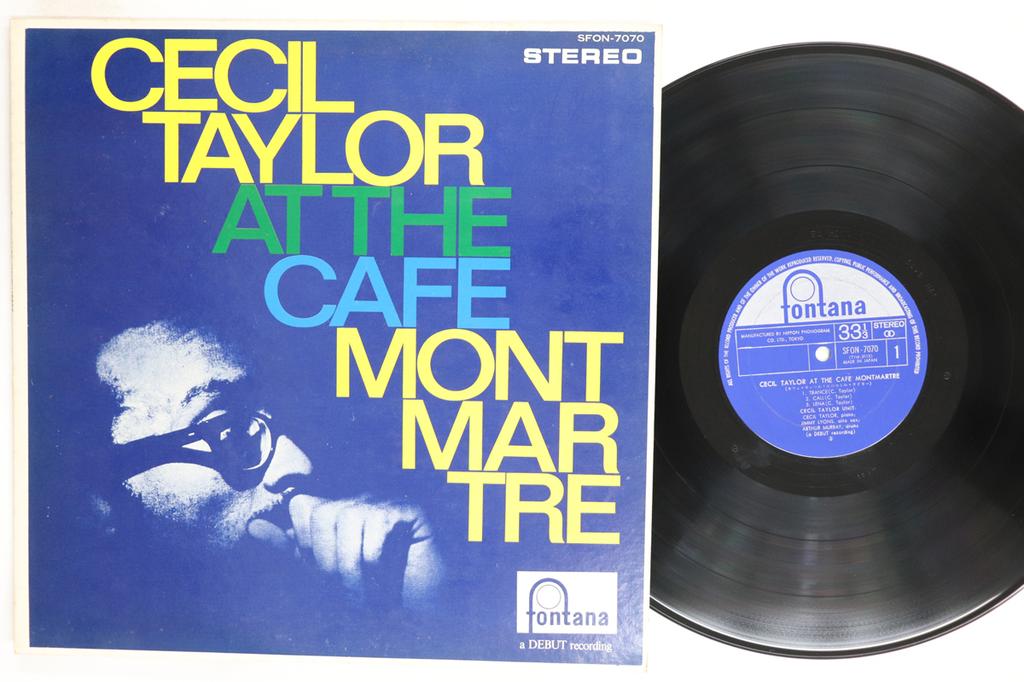 SFON-7070
STEREO
CECIL
TAYLOR
AT THE
CAFE
MONT
MAR
TRE
fontana
a DEBUT recording
fontana
MANUFACTURED BY NIPPON PHONOGRAM
CO. LTD., TOKYO
33 1/3
STEREO
SFON-7070
MADE IN JAPAN
1
CECIL TAYLOR AT THE CAFE MONTMARTRE
1. TRANCE(C. Taylor)
2. CALL(C. Taylor)
3. LENA(C. Taylor)
CECIL TAYLOR UNIT:
CECIL TAYLOR, piano,
JIMMY LYONS, alto sax,
ARTHUR MURRAY, drums
(a DEBUT recording)